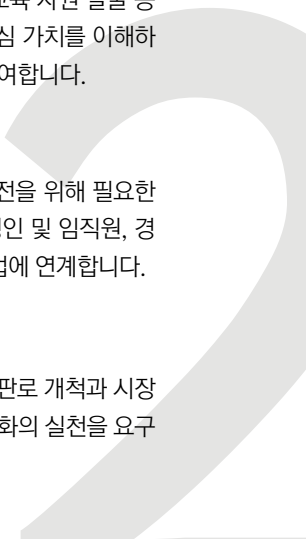 심 가치를 이해하
여합니다.
전을 위해 필요한
인 및 임직원, 경
업에 연계합니다.
판로 개척과 시장
화의 실천을 요구
2